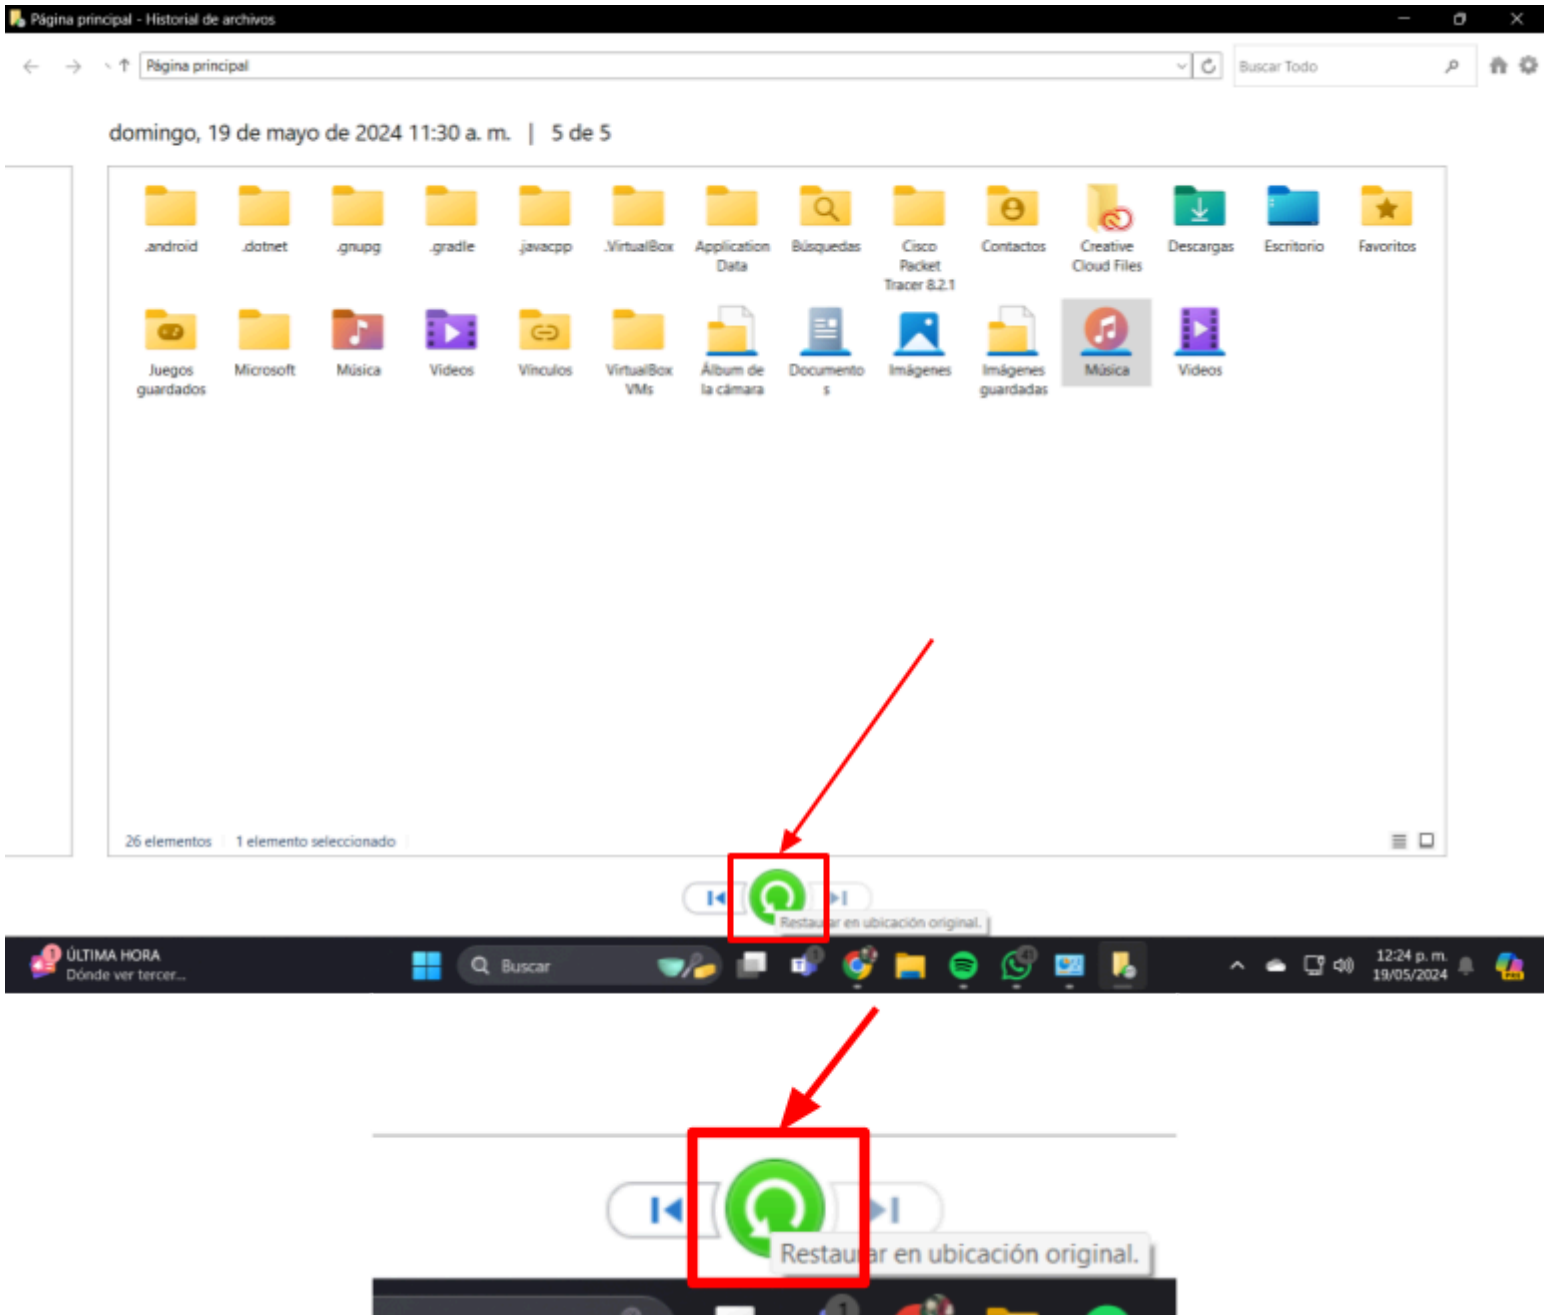 Página principal - Historial de archivos
Página principal
Buscar Todo
domingo, 19 de mayo de 2024 11:30 a. m. | 5 de 5
.android
.dotnet
.gnupg
.gradle
.javacpp
.VirtualBox
Application
Data
Búsquedas
Cisco
Packet
Tracer 8.2.1
Contactos
Creative
Cloud Files
Descargas
Escritorio
Favoritos
Juegos
guardados
Microsoft
Música
Videos
Vínculos
VirtualBox
VMs
Álbum de
la cámara
Documento
s
Imágenes
Imágenes
guardadas
Música
Videos
26 elementos
1 elemento seleccionado
Restaurar en ubicación original.
1
ÚLTIMA HORA
Dónde ver tercer...
Buscar
12:24 p. m.
19/05/2024
Restaurar en ubicación original.
1